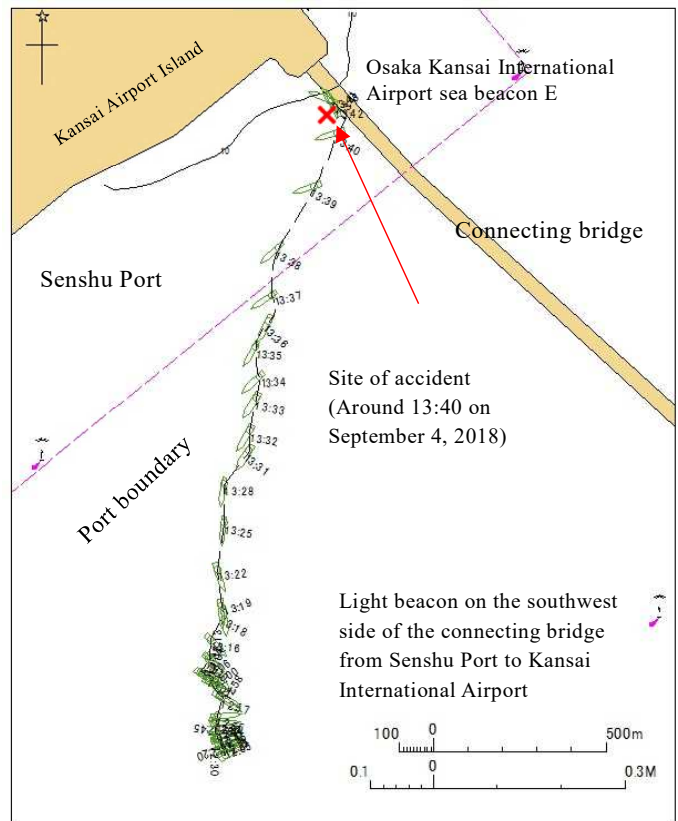 Kansai Airport Island
Osaka Kansai International
Airport sea beacon E
10
13:42
13:40
13:39
Connecting bridge
Senshu Port
13:38
13:37
13:36
13:35
13:34
13:33
13:32
13:31
Site of accident
(Around 13:40 on
September 4, 2018)
Port boundary
13:28
13:25
13:22
13:19
13:18
Light beacon on the southwest
side of the connecting bridge
from Senshu Port to Kansai
International Airport
100 0 500m
0.1 0 0.3M